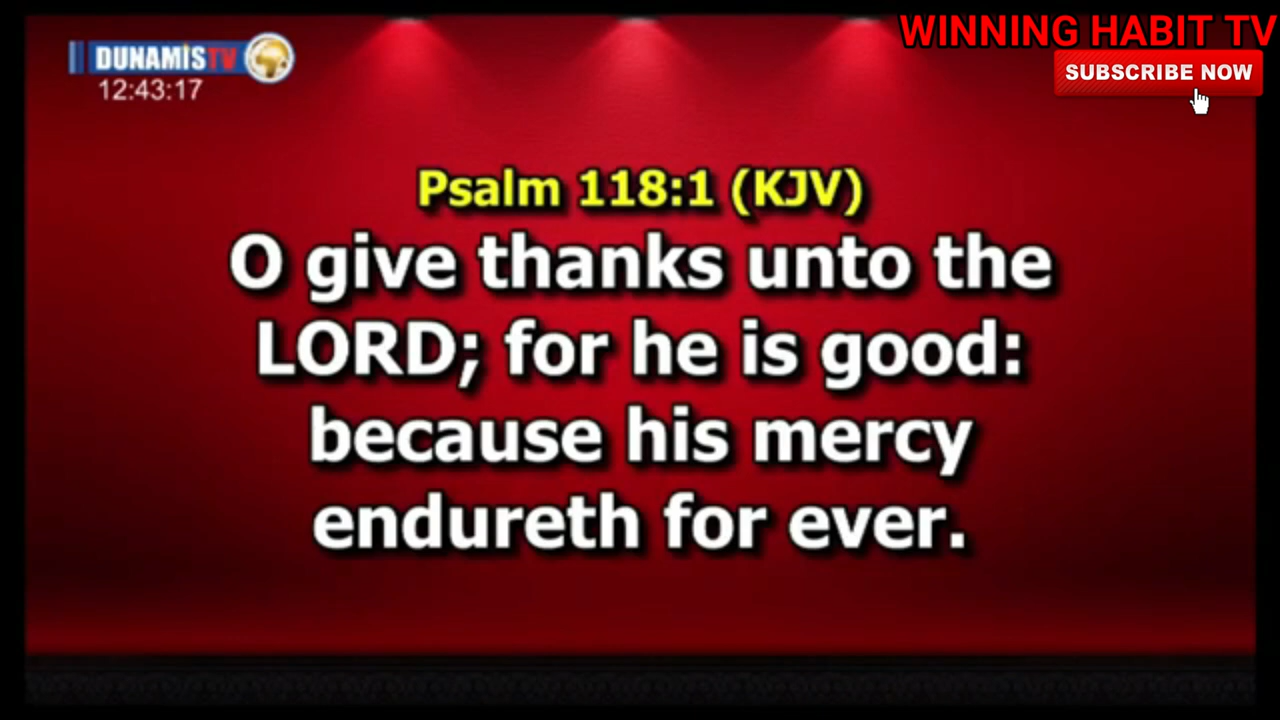 DUNAMIS TV
12:43:17
WINNING HABIT TV
SUBSCRIBE NOW
Psalm 118:1 (KJV)
O give thanks unto the
LORD; for he is good:
because his mercy
endureth for ever.